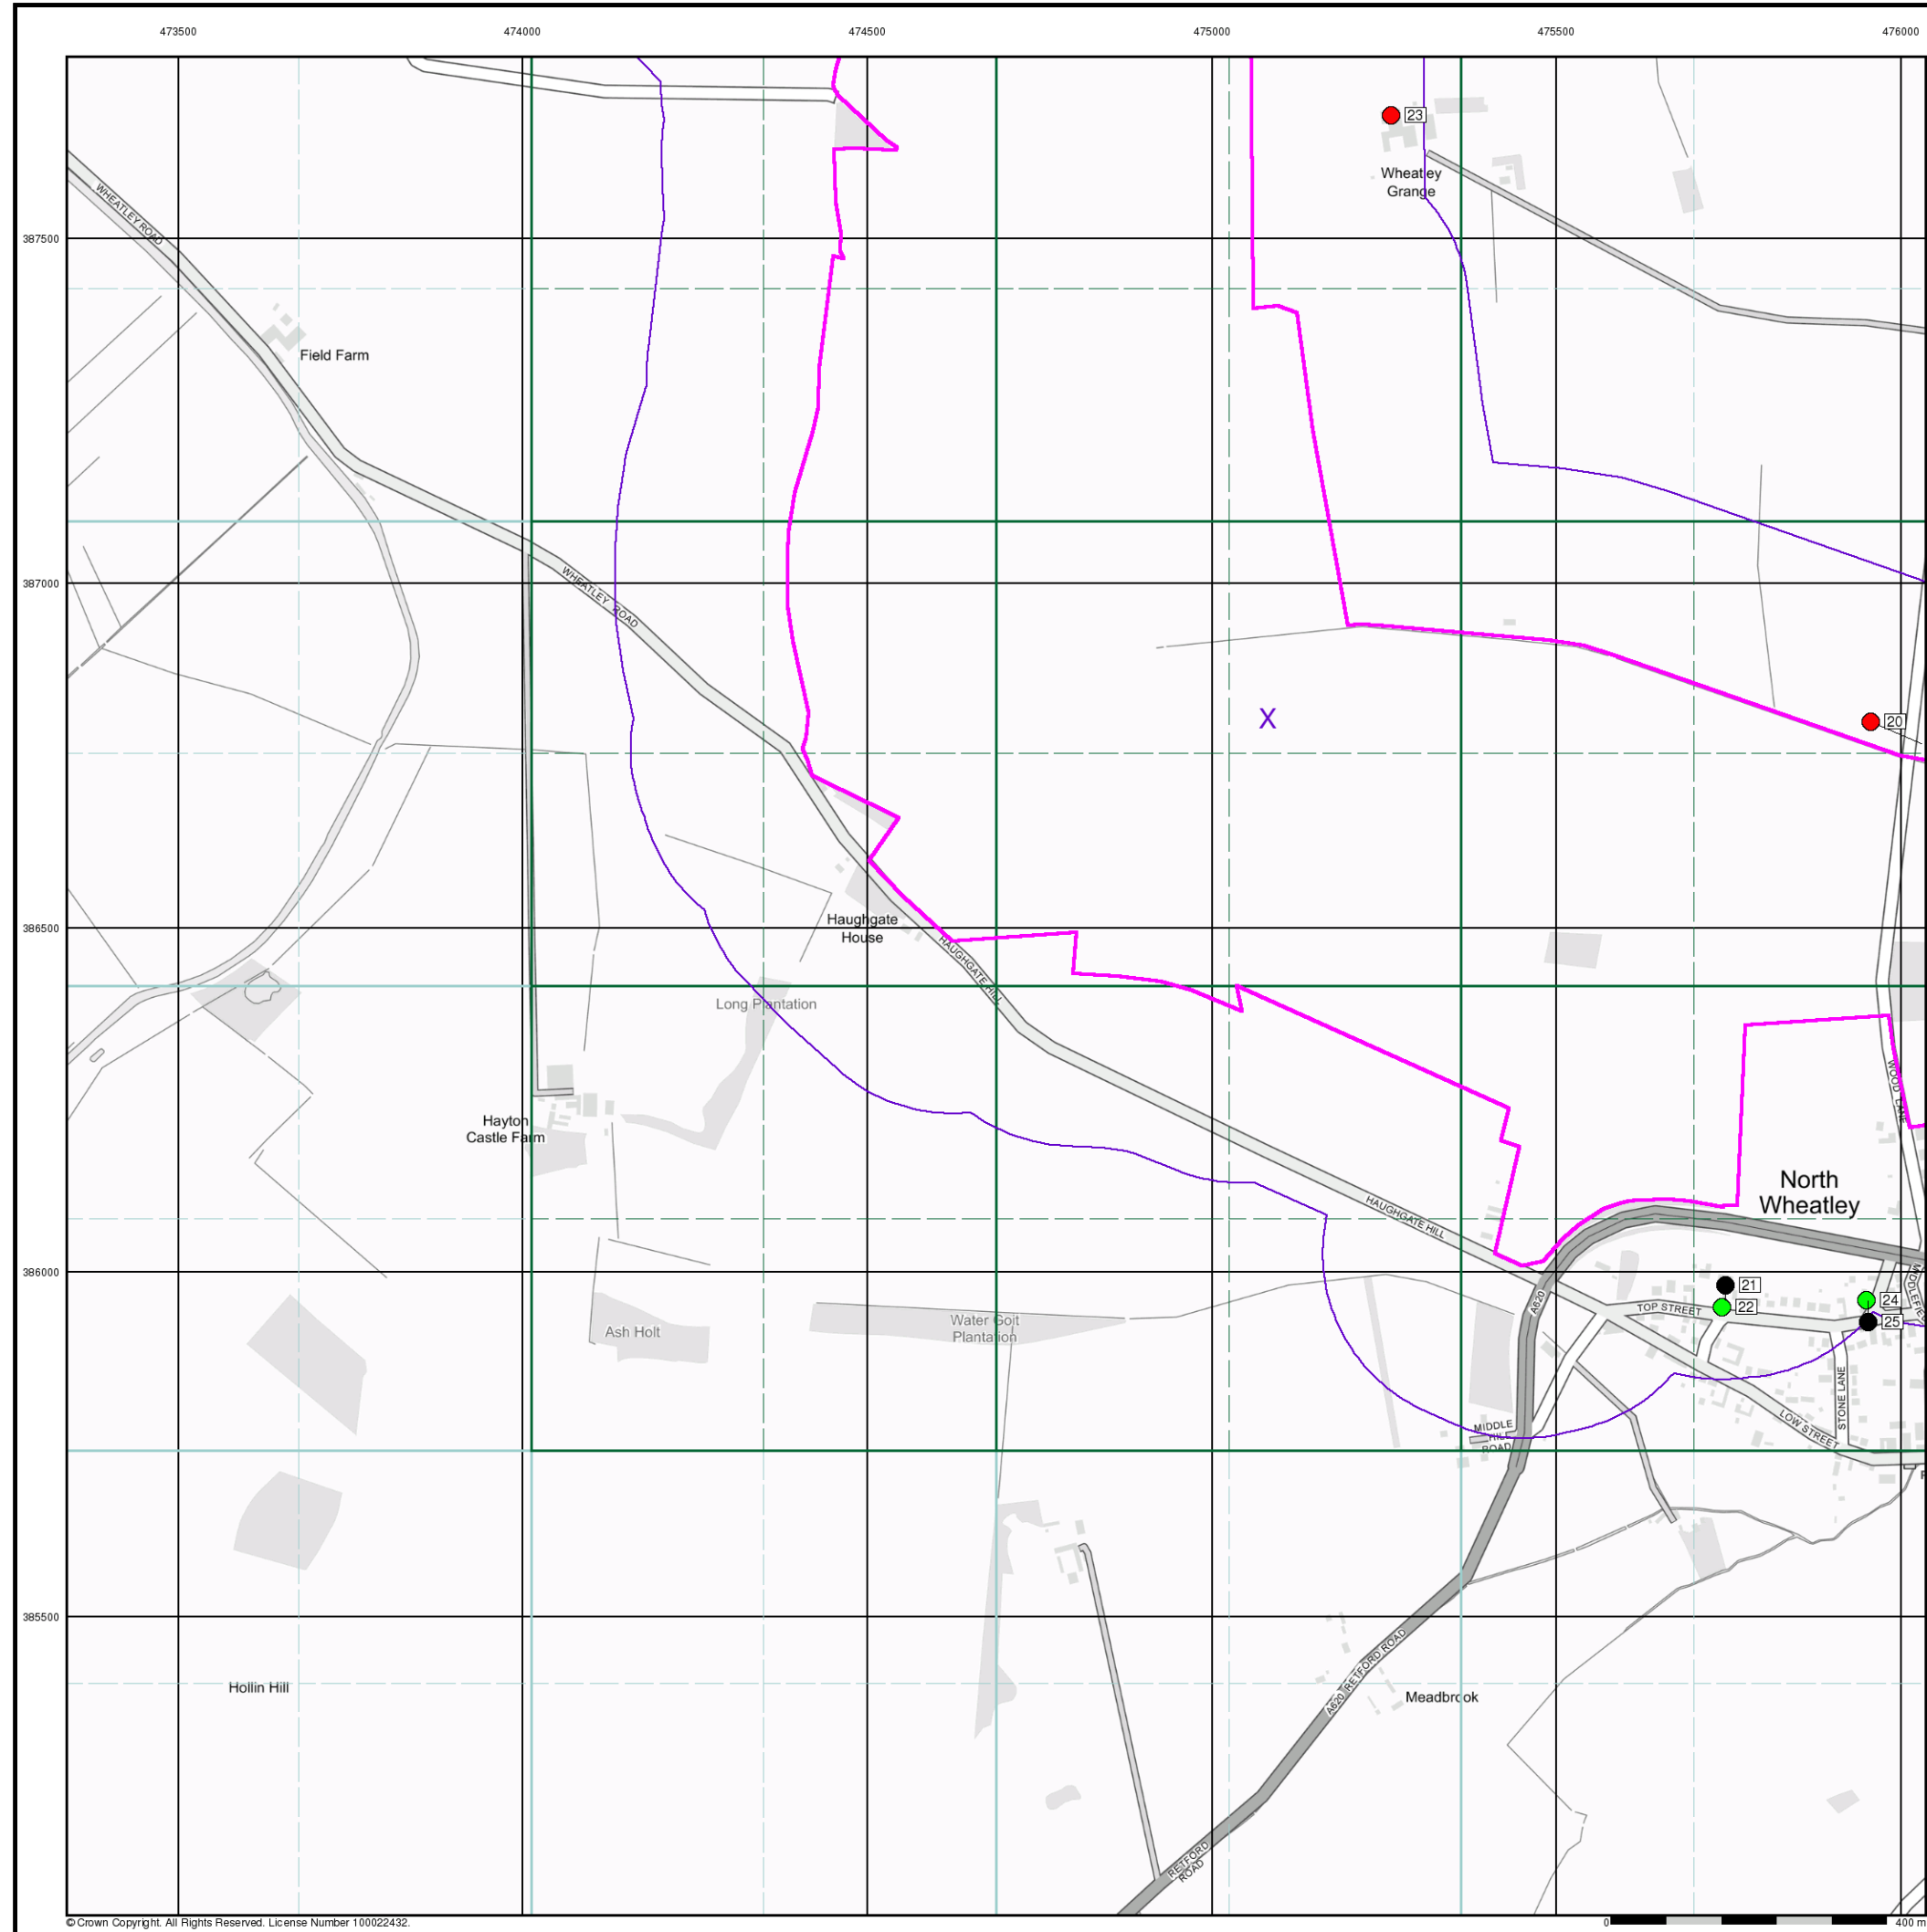 473500 474000 474500 475000 475500 476000
23
Wheatley
Grange
WHEATLEY ROAD
387500
Field Farm
387000
WHEATLEY ROAD
X
20
Haughgate
House
386500
HAUGHGATE HILL
Long Plantation
WOOD LANE
Hayton
Castle Farm
North
Wheatley
HAUGHGATE HILL
386000
21
22
24
25
A620
TOP STREET
Ash Holt
Water Golt
Plantation
STONE LANE
LOW STREET
MIDDLE
HILL
ROAD
385500
A620 RETFORD ROAD
Hollin Hill
Meadbrook
RETFORD
ROAD
© Crown Copyright. All Rights Reserved. License Number 100022432.
0 400 m